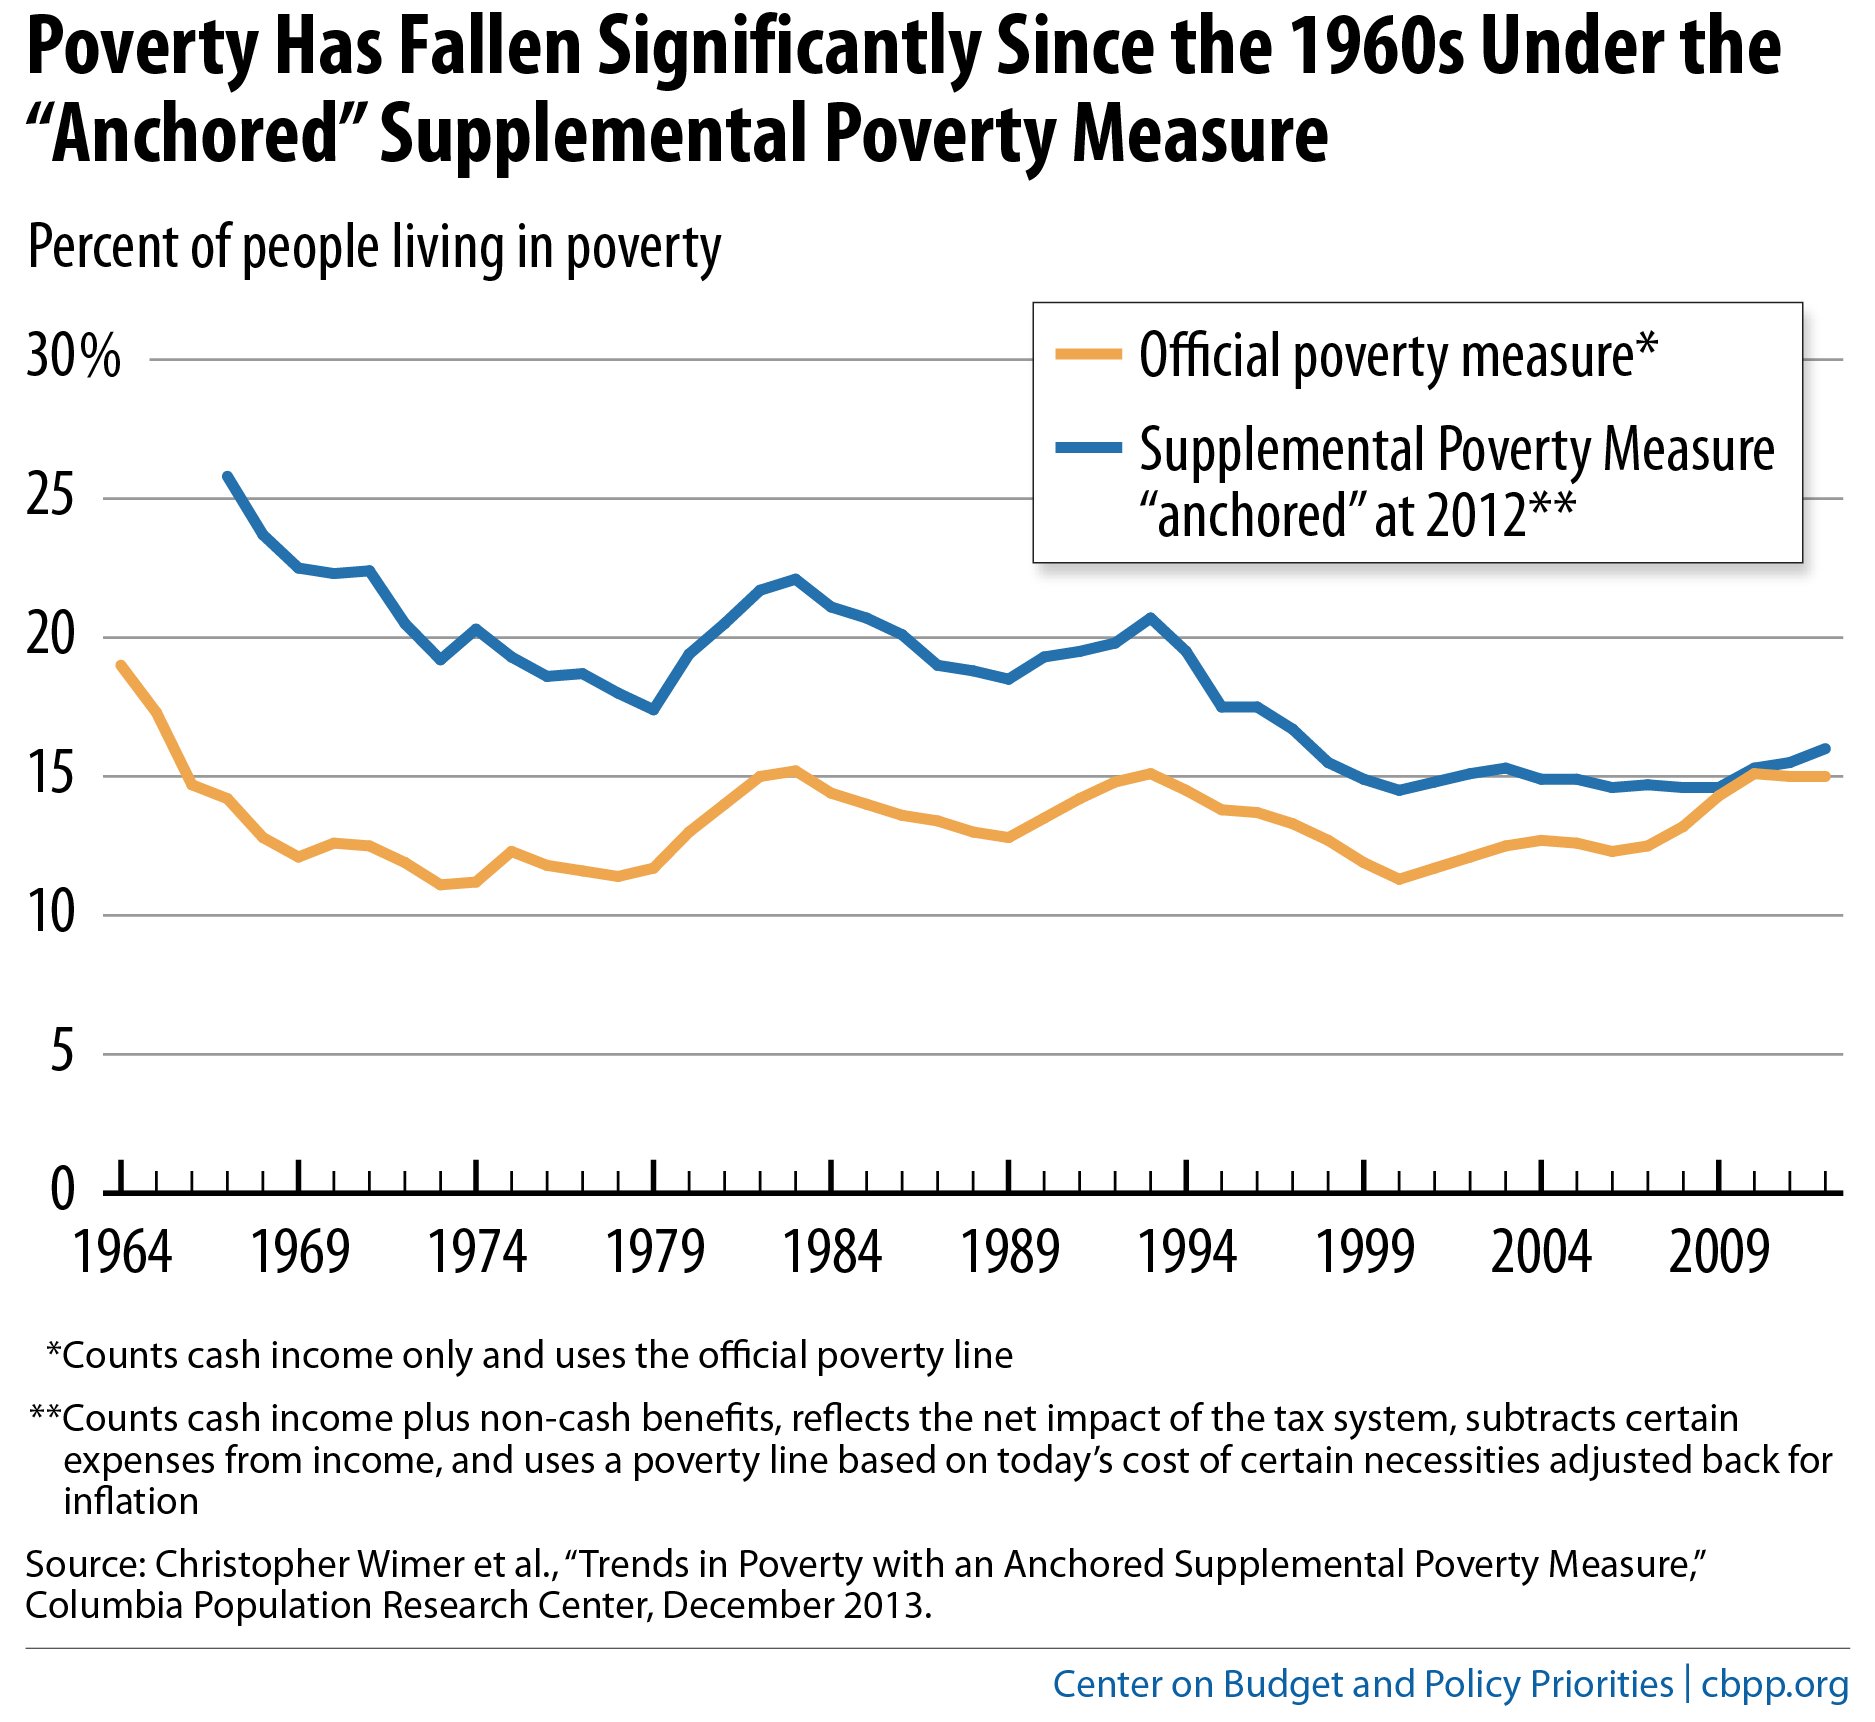 Poverty Has Fallen Significantly Since the 1960s Under the
“Anchored” Supplemental Poverty Measure
Percent of people living in poverty
Official poverty measure*
Supplemental Poverty Measure
“anchored” at 2012**
30%
25
20
15
10
5
0
1964 1969 1974 1979 1984 1989 1994 1999 2004 2009
*Counts cash income only and uses the official poverty line
**Counts cash income plus non-cash benefits, reflects the net impact of the tax system, subtracts certain
expenses from income, and uses a poverty line based on today’s cost of certain necessities adjusted back for
inflation
Source: Christopher Wimer et al., “Trends in Poverty with an Anchored Supplemental Poverty Measure,”
Columbia Population Research Center, December 2013.
Center on Budget and Policy Priorities | cbpp.org